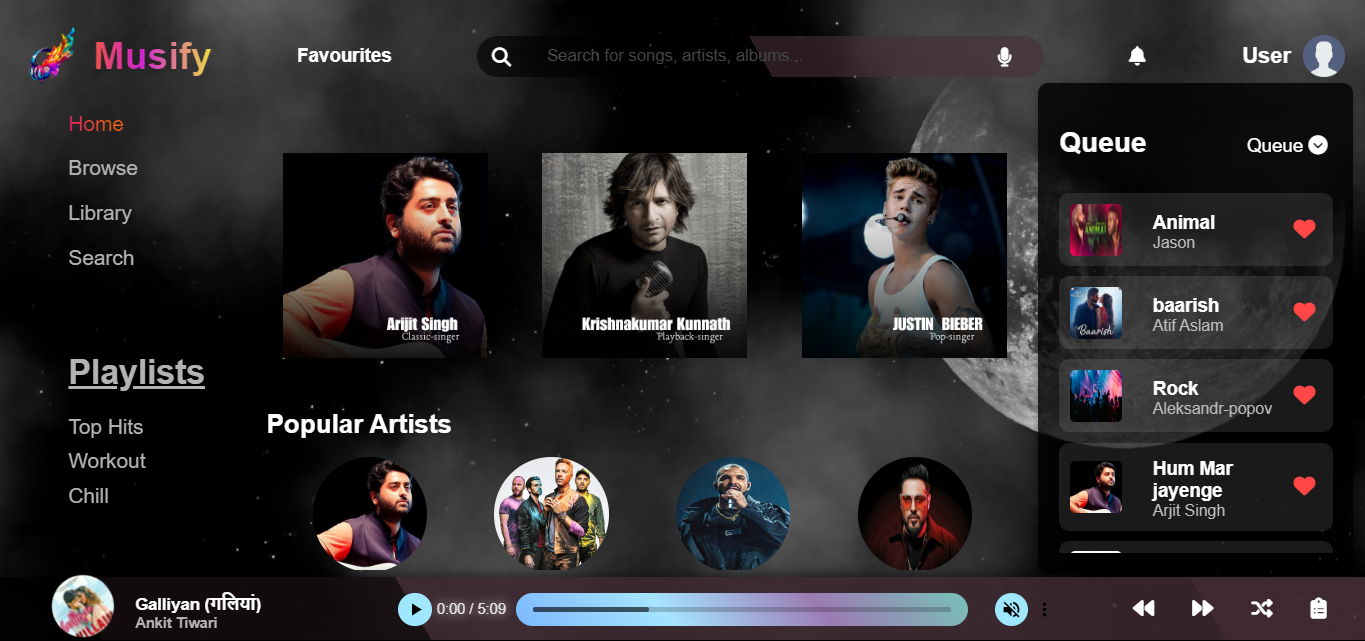 Musify
Favourites
Search for songs, artists, albums...
User
Home
Browse
Library
Search
Playlists
Top Hits
Workout
Chill
Arijit Singh
Classic-singer
Krishnakumar Kunnath
Playback-singer
JUSTIN BIEBER
Pop-singer
Popular Artists
Queue
Queue
ANIMAL
Animal
Jason
Baarish
baarish
Atif Aslam
Rock
Aleksandr-popov
Hum Mar
jayenge
Arjit Singh
Galliyan (गलियां)
Ankit Tiwari
0:00 / 5:09